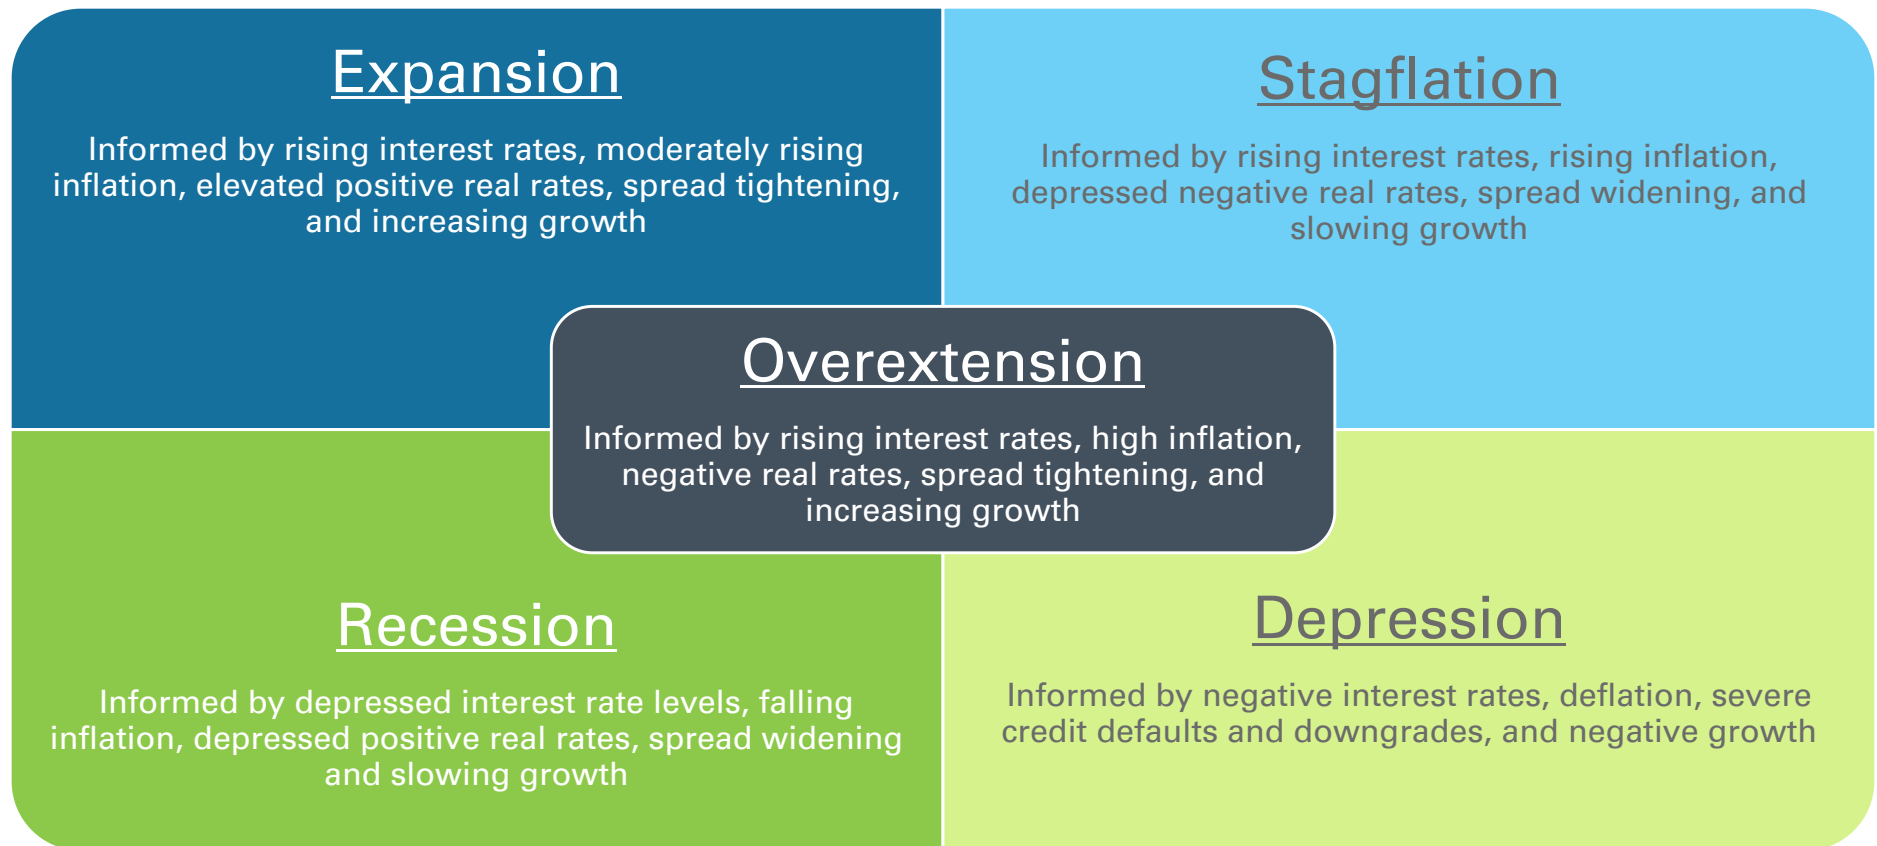 Expansion
Informed by rising interest rates, moderately rising
inflation, elevated positive real rates, spread tightening,
and increasing growth
Stagflation
Informed by rising interest rates, rising inflation,
depressed negative real rates, spread widening, and
slowing growth
Overextension
Informed by rising interest rates, high inflation,
negative real rates, spread tightening, and
increasing growth
Recession
Informed by depressed interest rate levels, falling
inflation, depressed positive real rates, spread widening
and slowing growth
Depression
Informed by negative interest rates, deflation, severe
credit defaults and downgrades, and negative growth